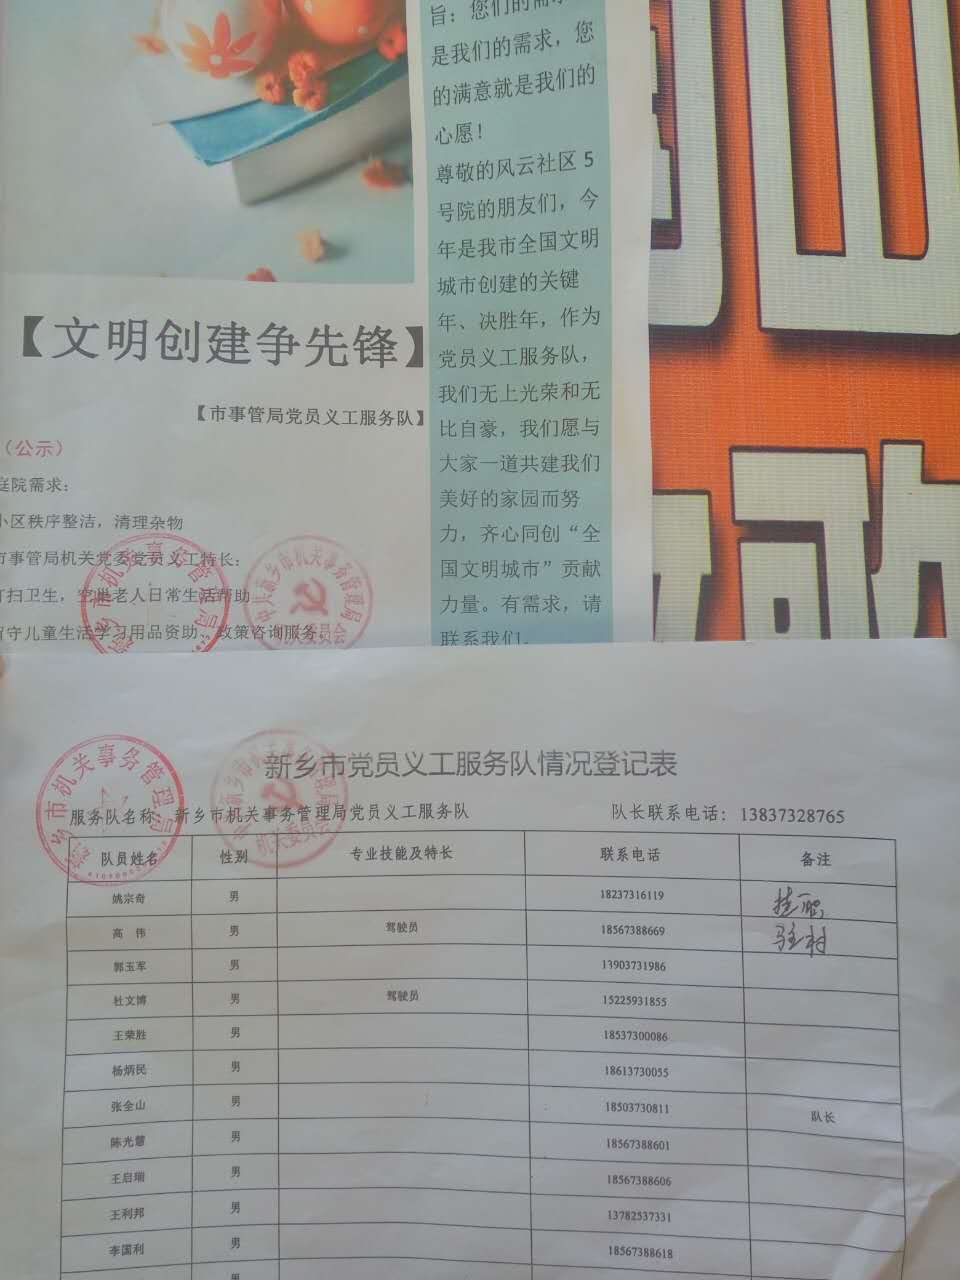 旨：您们的需求
是我们的需求，您
的满意就是我们的
心愿！
尊敬的风云社区 5
号院的朋友们，今
年是我市全国文明
城市创建的关键
年、决胜年，作为
党员义工服务队，
我们无上光荣和无
比自豪，我们愿与
大家一道共建我们
美好的家园而努
力，齐心同创“全
国文明城市”贡献
力量。有需求，请
联系我们。
【文明创建争先锋】
【市事管局党员义工服务队】
（公示）
庭院需求：
小区秩序整洁，清理杂物
市事管局机关党委党员义工特长：
打扫卫生，空巢老人日常生活帮助
留守儿童生活学习用品资助、政策咨询服务；
新乡市党员义工服务队情况登记表
服务队名称 新乡市机关事务管理局党员义工服务队 队长联系电话：13837328765
队员姓名 性别 专业技能及特长 联系电话 备注
姚宗奇 男 18237316119 挂职
高 伟 男 驾驶员 18567388669 驻村
郭玉军 男 13903731986
杜文博 男 驾驶员 15225931855
王荣胜 男 18537300086
杨炳民 男 18613730055
张金山 男 18503730811 队长
陈光慧 男 18567388601
王启瑞 男 18567388606
王利邦 男 13782537331
李国利 男 18567388618
男